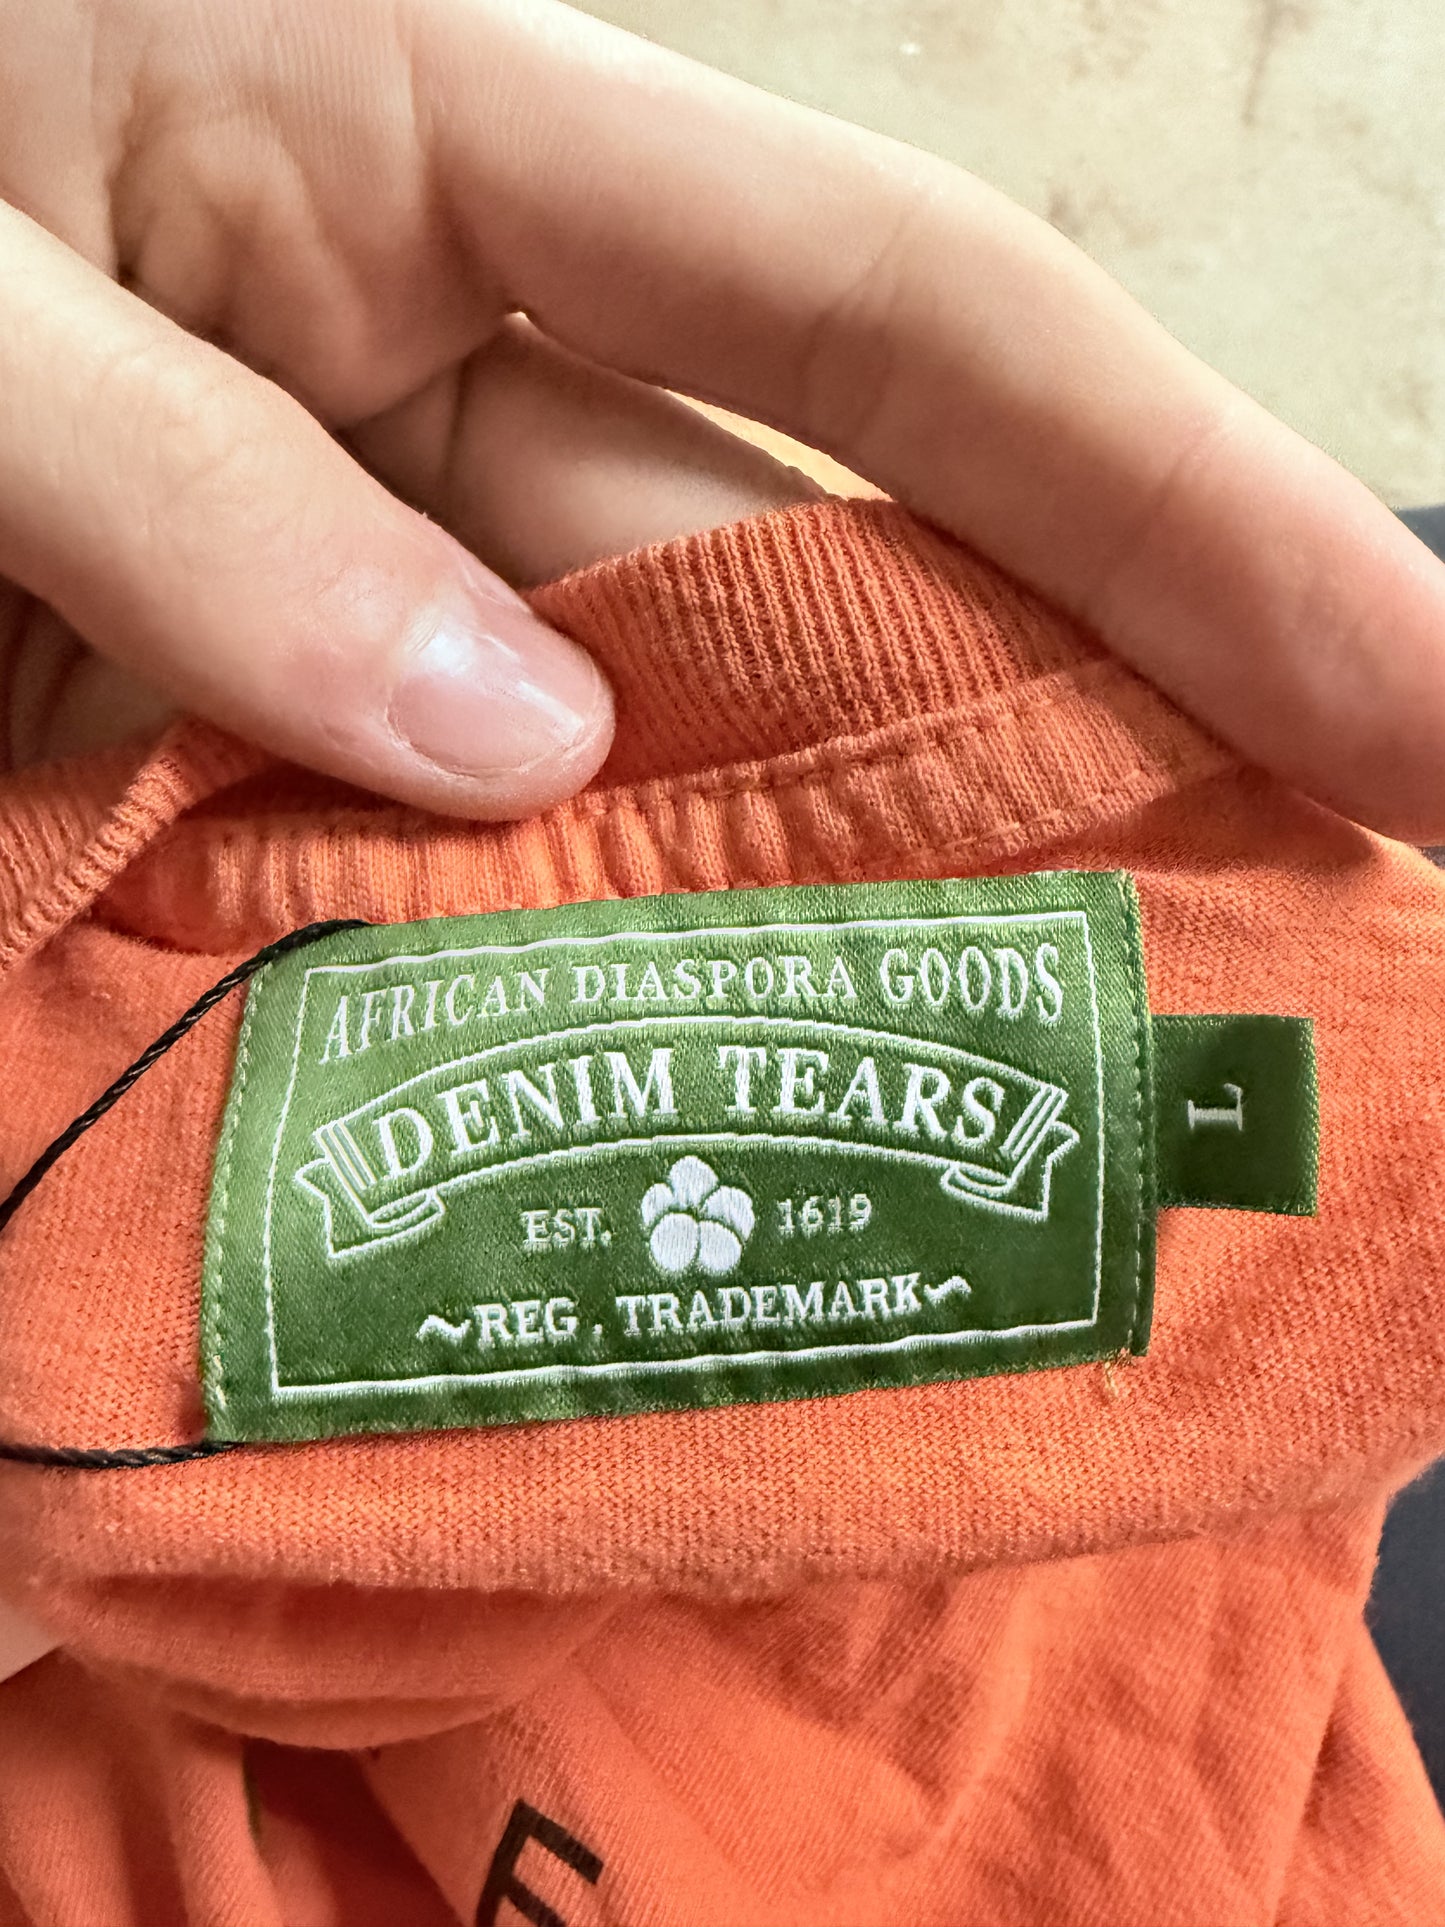 AFRICAN DIASPORA GOODS
DENIM TEARS
EST. 1619
~REG. TRADEMARK~
L
E